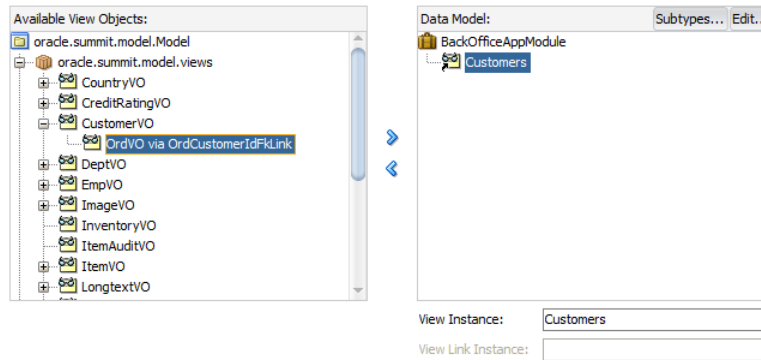 Available View Objects:
oracle.summit.model.Model
oracle.summit.model.views
CountryVO
CreditRatingVO
CustomerVO
OrdVO via OrdCustomerIdFkLink
DeptVO
EmpVO
ImageVO
InventoryVO
ItemAuditVO
ItemVO
LongtextVO
Data Model:
Subtypes... Edit..
BackOfficeAppModule
Customers
View Instance: Customers
View Link Instance: